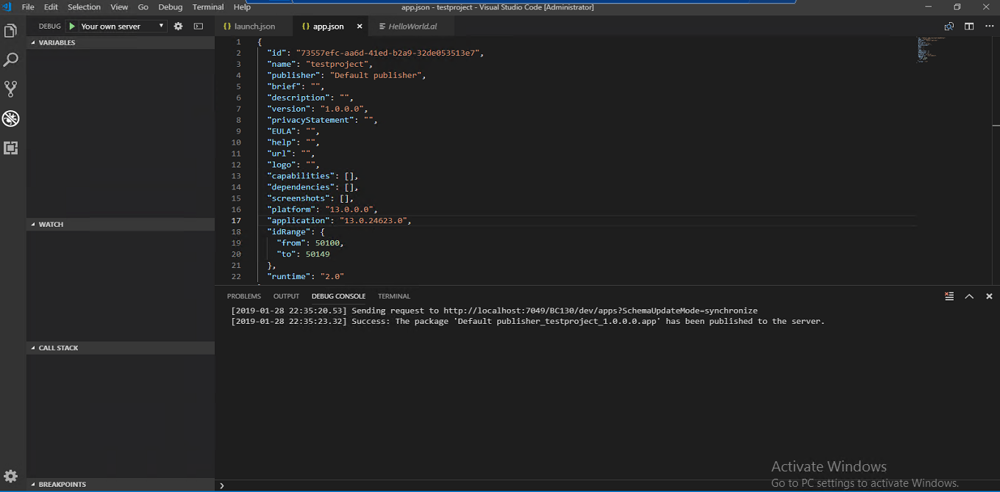 File Edit Selection View Go Debug Terminal Help
app.json - testproject - Visual Studio Code [Administrator]
DEBUG Your own server
launch.json
app.json
HelloWorld.al
VARIABLES
WATCH
CALL STACK
BREAKPOINTS
1 {
2 "id": "73557efc-aa6d-41ed-b2a9-32de053513e7",
3 "name": "testproject",
4 "publisher": "Default publisher",
5 "brief": "",
6 "description": "",
7 "version": "1.0.0.0",
8 "privacyStatement": "",
9 "EULA": "",
10 "help": "",
11 "url": "",
12 "logo": "",
13 "capabilities": [],
14 "dependencies": [],
15 "screenshots": [],
16 "platform": "13.0.0.0",
17 "application": "13.0.24623.0",
18 "idRange": {
19 "from": 50100,
20 "to": 50149
21 },
22 "runtime": "2.0"
PROBLEMS OUTPUT DEBUG CONSOLE TERMINAL
[2019-01-28 22:35:20.53] Sending request to http://localhost:7049/BC130/dev/apps?SchemaUpdateMode=synchronize
[2019-01-28 22:35:23.32] Success: The package 'Default publisher_testproject_1.0.0.0.app' has been published to the server.
Activate Windows
Go to PC settings to activate Windows.